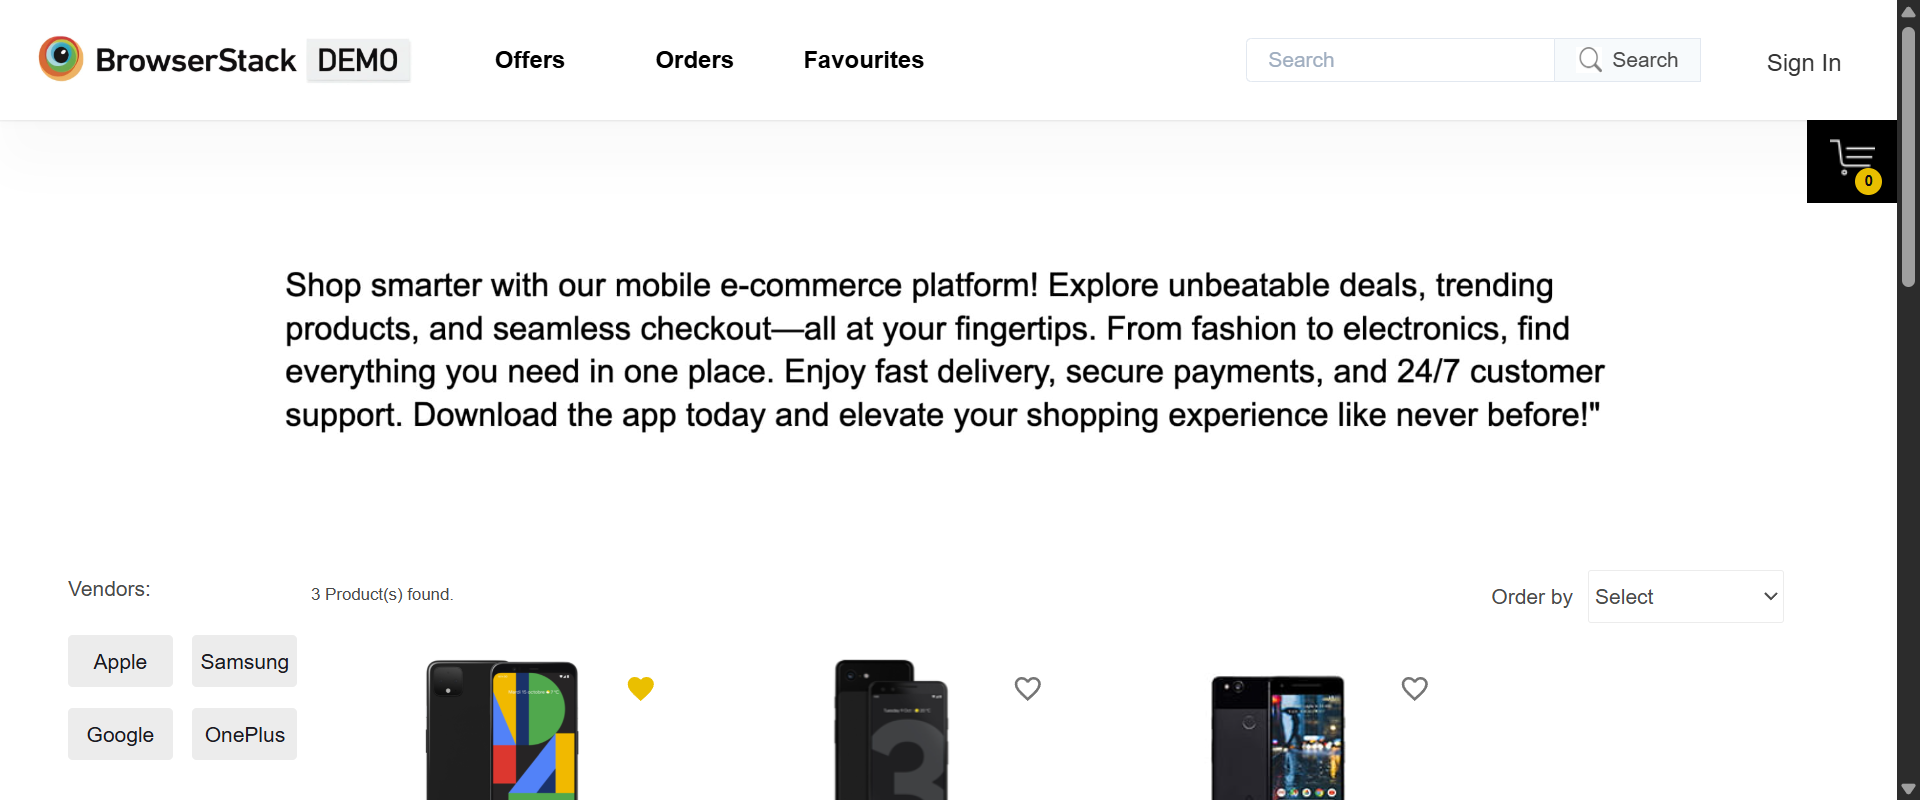 BrowserStack DEMO
Offers
Orders
Favourites
Search
Search
Sign In
0
Shop smarter with our mobile e-commerce platform! Explore unbeatable deals, trending
products, and seamless checkout—all at your fingertips. From fashion to electronics, find
everything you need in one place. Enjoy fast delivery, secure payments, and 24/7 customer
support. Download the app today and elevate your shopping experience like never before!"
Vendors:
3 Product(s) found.
Order by
Select
Apple
Samsung
Google
OnePlus
3